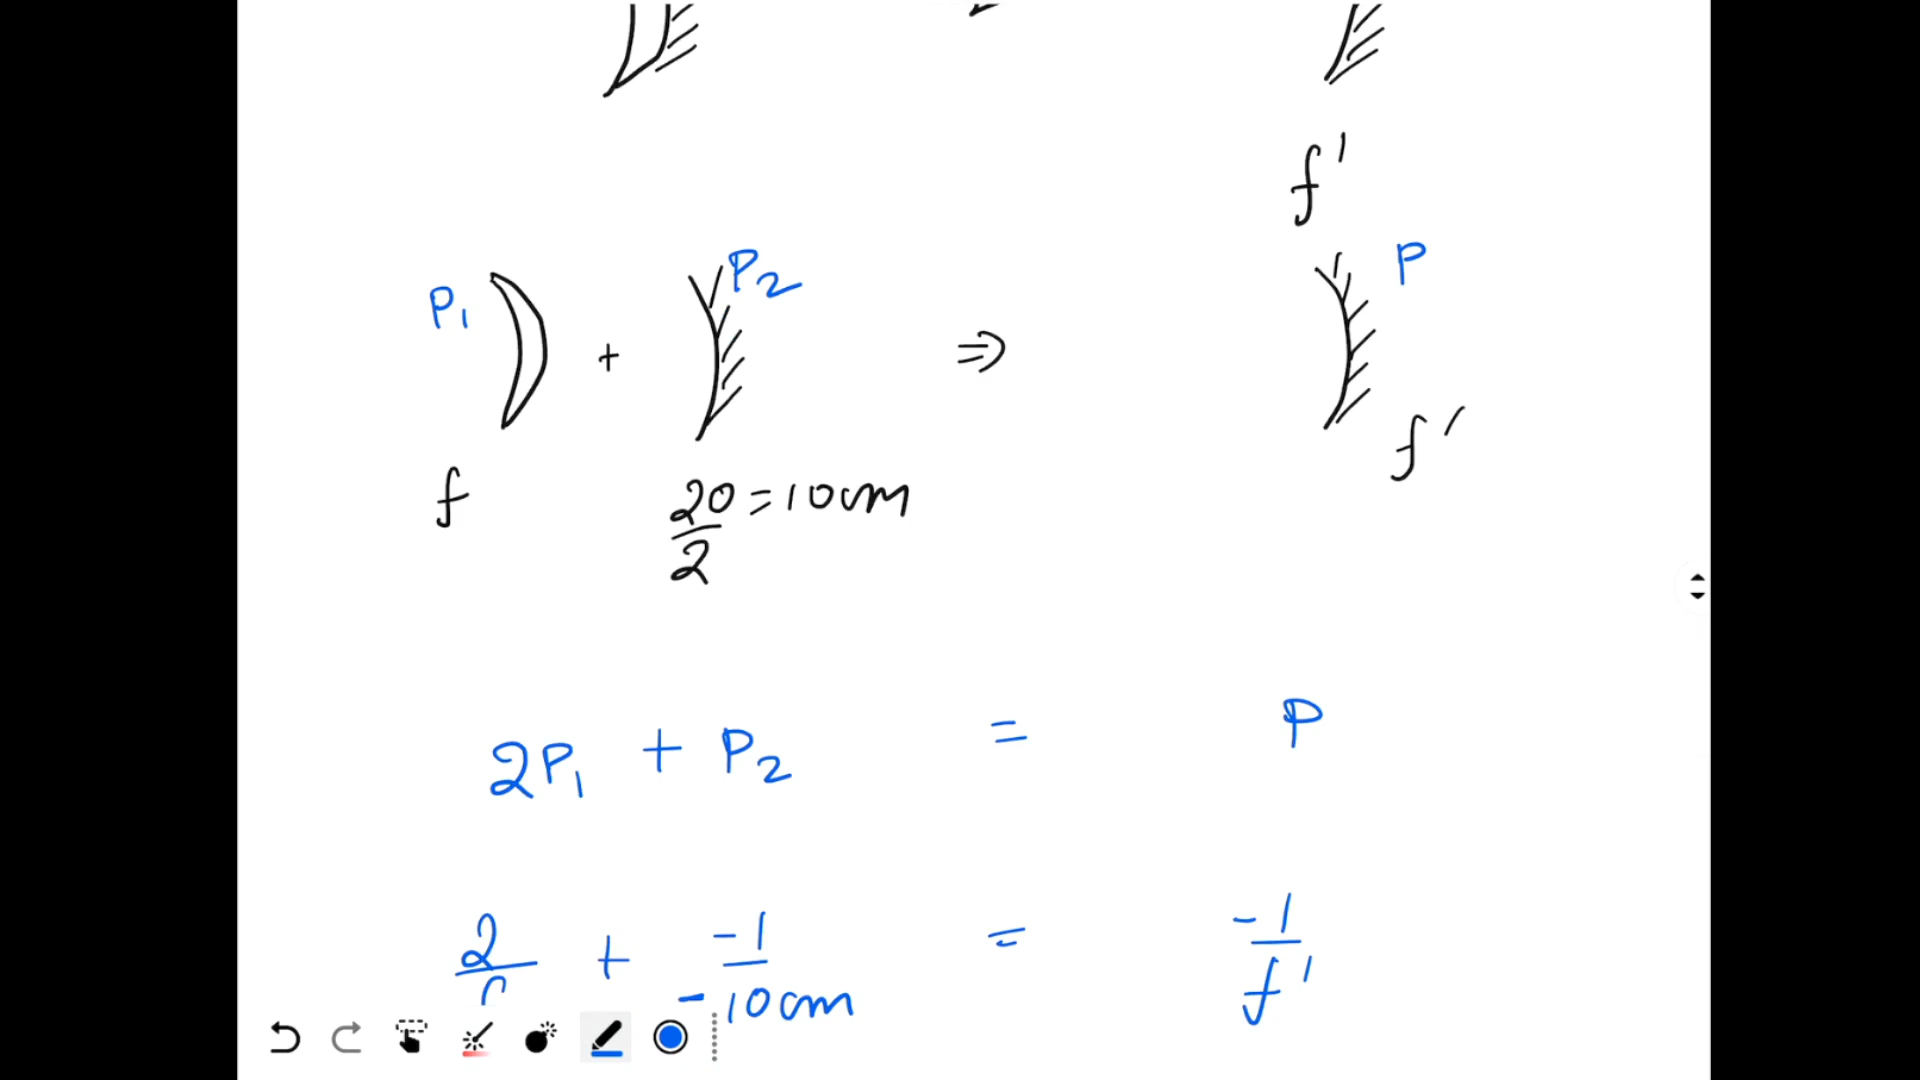 f'
P₁ + P₂ ⇒ P
f 20/2 = 10cm f'
2P₁ + P₂ = P
2/f + -1/-10cm = -1/f'